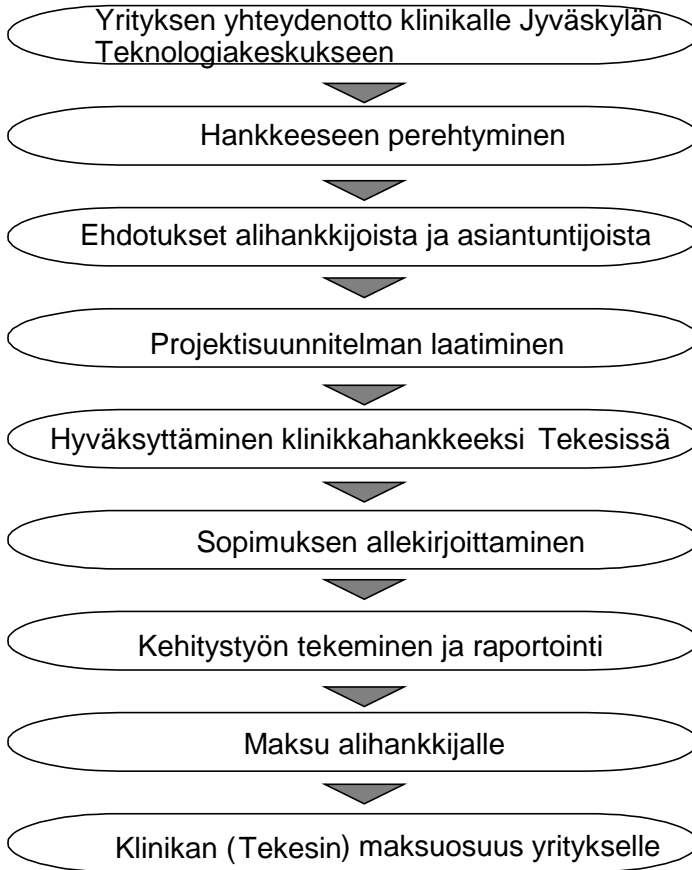 Yrityksen yhteydenotto klinikalle Jyväskylän
Teknologiakeskukseen
Hankkeeseen perehtyminen
Ehdotukset alihankkijoista ja asiantuntijoista
Projektisuunnitelman laatiminen
Hyväksyttäminen klinikkahankkeeksi Tekesissä
Sopimuksen allekirjoittaminen
Kehitystyön tekeminen ja raportointi
Maksu alihankkijalle
Klinikan (Tekesin) maksuosuus yritykselle